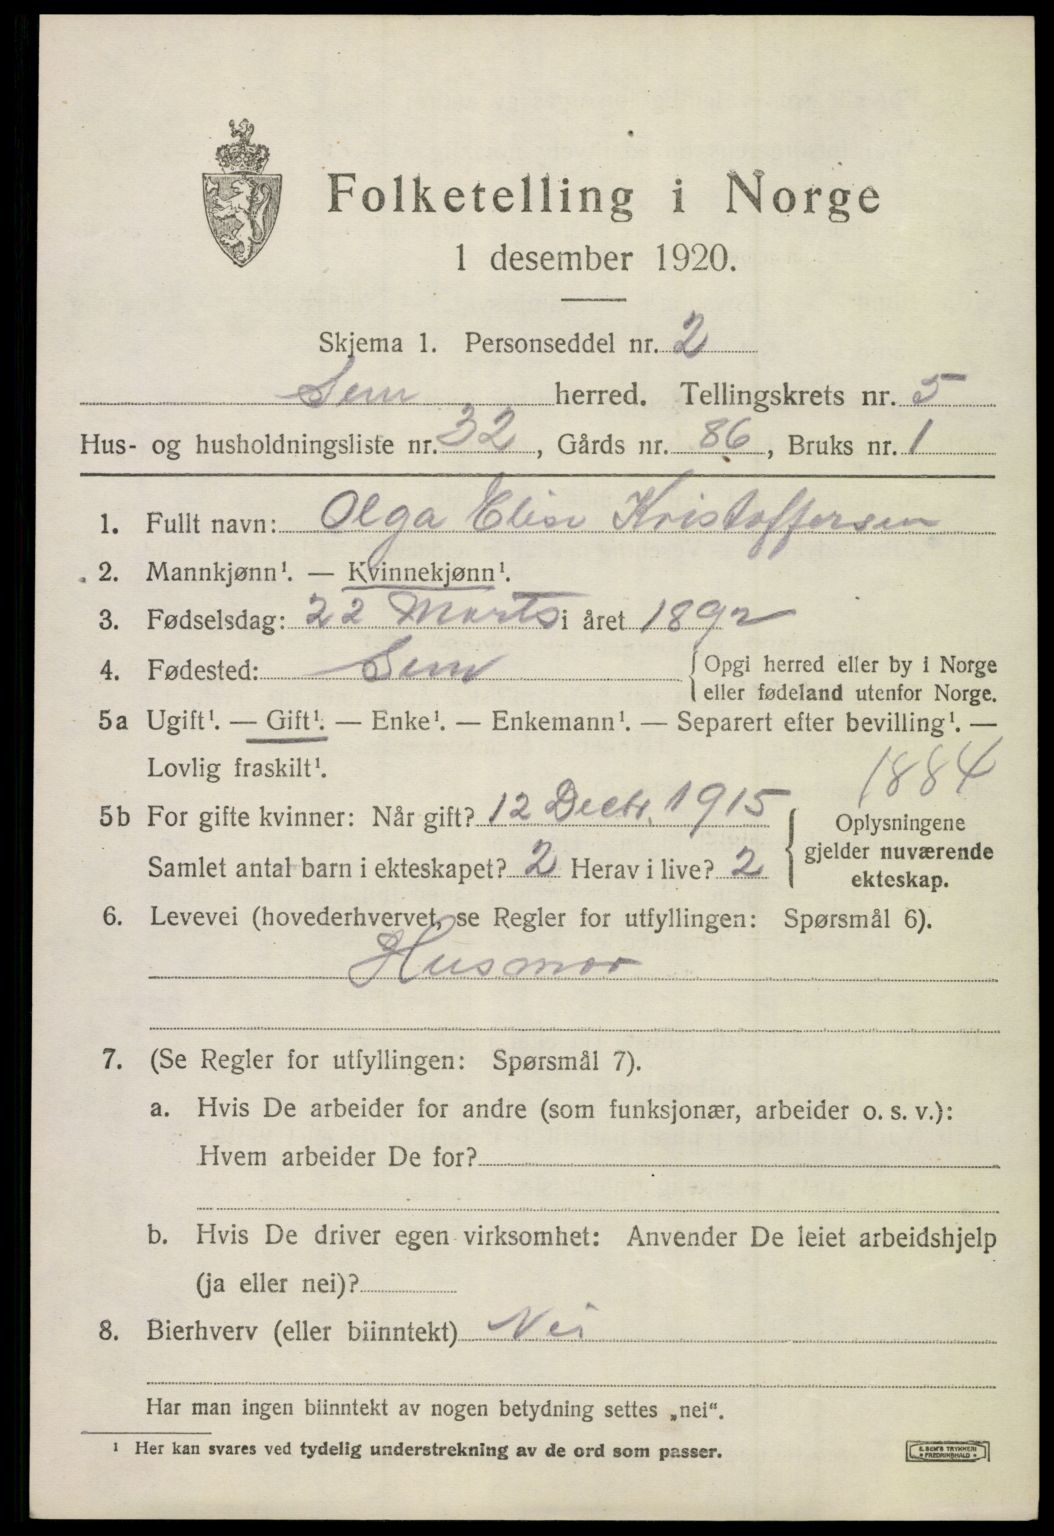 Folketelling i Norge
1 desember 1920.
Skjema 1. Personseddel nr. 2
Sem herred. Tellingskrets nr. 5
Hus- og husholdningsliste nr. 32, Gårds nr. 86, Bruks nr. 1
1. Fullt navn: Olga Elise Kristoffersen
2. Mannkjønn¹. — Kvinnekjønn¹.
3. Fødselsdag: 22 Marts i året 1892
4. Fødested: Sem { Opgi herred eller by i Norge
eller fødeland utenfor Norge.
5a Ugift¹. — Gift¹. — Enke¹. — Enkemann¹. — Separert efter bevilling¹. —
Lovlig fraskilt¹. 1884
5b For gifte kvinner: Når gift? 12 Decbr. 1915
Samlet antal barn i ekteskapet? 2 Herav i live? 2
{ Oplysningene
gjelder nuværende
ekteskap.
6. Levevei (hovederhvervet, se Regler for utfyllingen: Spørsmål 6).
Husmor
7. (Se Regler for utfyllingen: Spørsmål 7).
a. Hvis De arbeider for andre (som funksjonær, arbeider o. s. v.):
Hvem arbeider De for?
b. Hvis De driver egen virksomhet: Anvender De leiet arbeidshjelp
(ja eller nei)?
8. Bierhverv (eller biinntekt) Nei
Har man ingen biinntekt av nogen betydning settes „nei“.
¹ Her kan svares ved tydelig understrekning av de ord som passer.
E. SEM'S TRYKKERI
FREDRIKSHALD